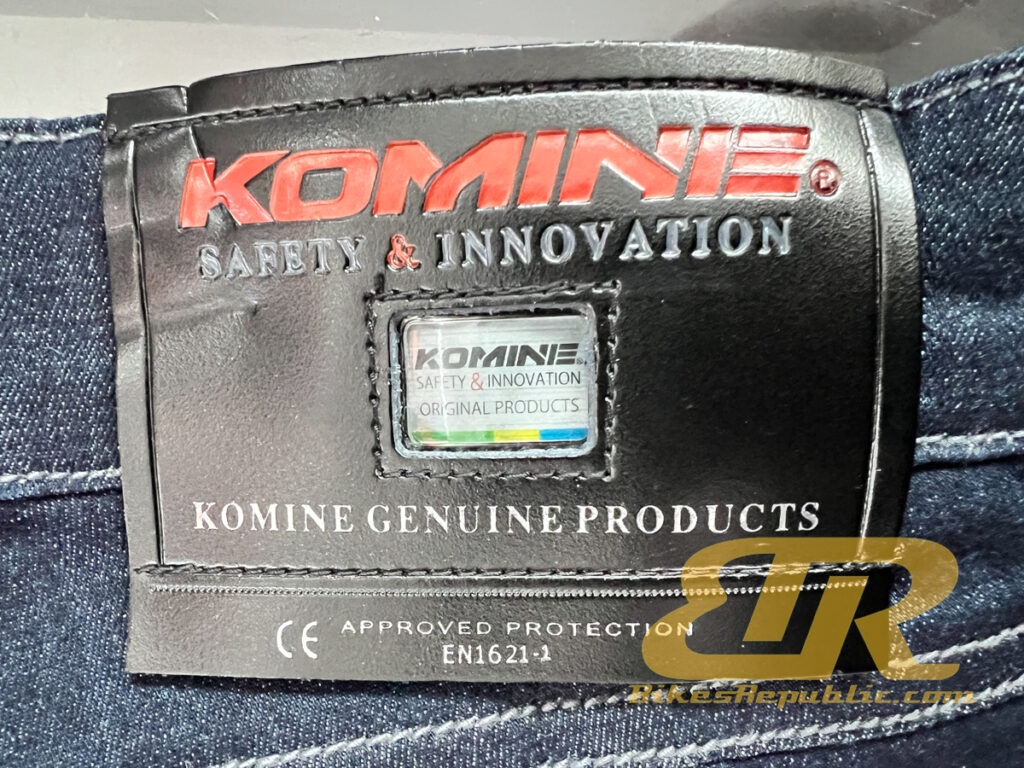 KOMINE®
SAFETY & INNOVATION
KOMINE
SAFETY & INNOVATION
ORIGINAL PRODUCTS
KOMINE GENUINE PRODUCTS
CE APPROVED PROTECTION
EN1621-1
BR
BikesRepublic.com